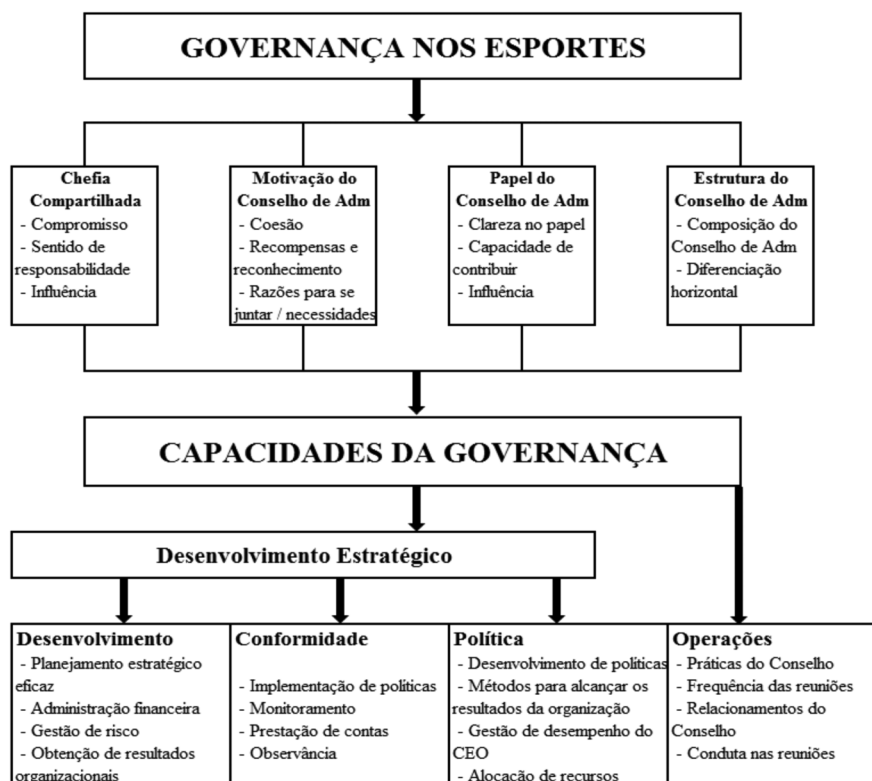 GOVERNANÇA NOS ESPORTES
Chefia
Compartilhada
- Compromisso
- Sentido de
responsabilidade
- Influência
Motivação do
Conselho de Adm
- Coesão
- Recompensas e
reconhecimento
- Razões para se
juntar / necessidades
Papel do
Conselho de Adm
- Clareza no papel
- Capacidade de
contribuir
- Influência
Estrutura do
Conselho de Adm
- Composição do
Conselho de Adm
- Diferenciação
horizontal
CAPACIDADES DA GOVERNANÇA
Desenvolvimento Estratégico
Desenvolvimento
- Planejamento estratégico
eficaz
- Administração financeira
- Gestão de risco
- Obtenção de resultados
organizacionais
Conformidade
- Implementação de políticas
- Monitoramento
- Prestação de contas
- Observância
Política
- Desenvolvimento de políticas
- Métodos para alcançar os
resultados da organização
- Gestão de desempenho do
CEO
- Alocação de recursos
Operações
- Práticas do Conselho
- Frequência das reuniões
- Relacionamentos do
Conselho
- Conduta nas reuniões